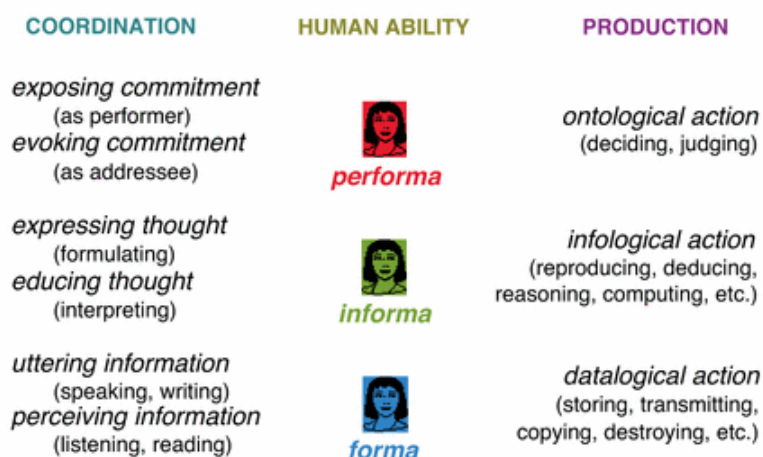 COORDINATION HUMAN ABILITY PRODUCTION
exposing commitment
(as performer)
evoking commitment
(as addressee)
performa
ontological action
(deciding, judging)
expressing thought
(formulating)
educing thought
(interpreting)
informa
infological action
(reproducing, deducing,
reasoning, computing, etc.)
uttering information
(speaking, writing)
perceiving information
(listening, reading)
forma
datalogical action
(storing, transmitting,
copying, destroying, etc.)